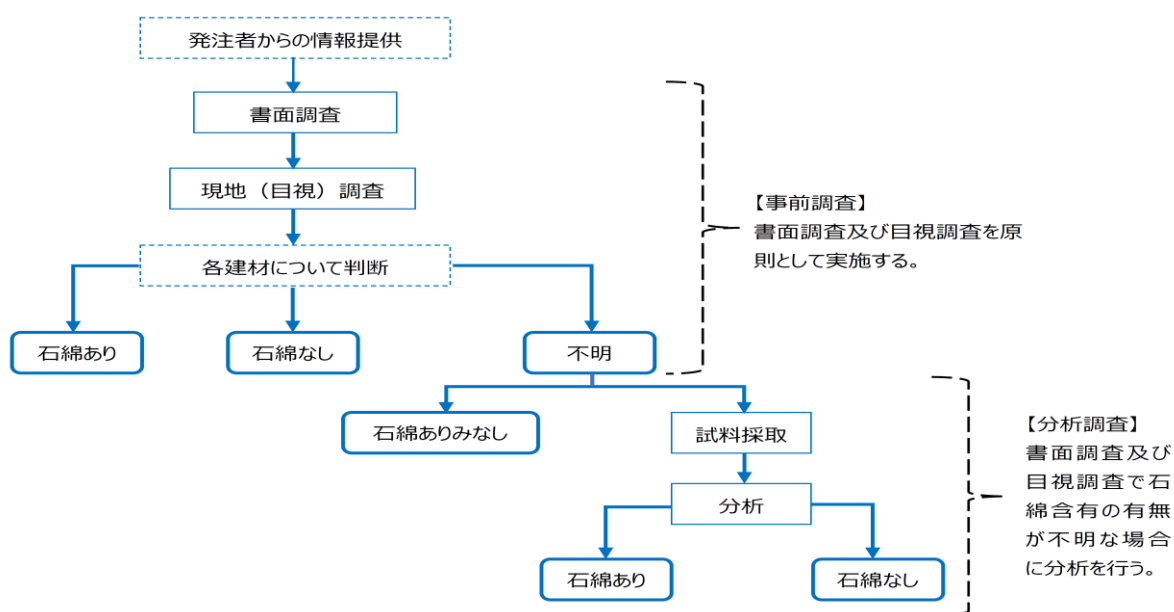 発注者からの情報提供
書面調査
現地（目視）調査
各建材について判断
石綿あり
石綿なし
不明
【事前調査】
書面調査及び目視調査を原
則として実施する。
石綿ありみなし
試料採取
分析
石綿あり
石綿なし
【分析調査】
書面調査及び
目視調査で石
綿含有の有無
が不明な場合
に分析を行う。